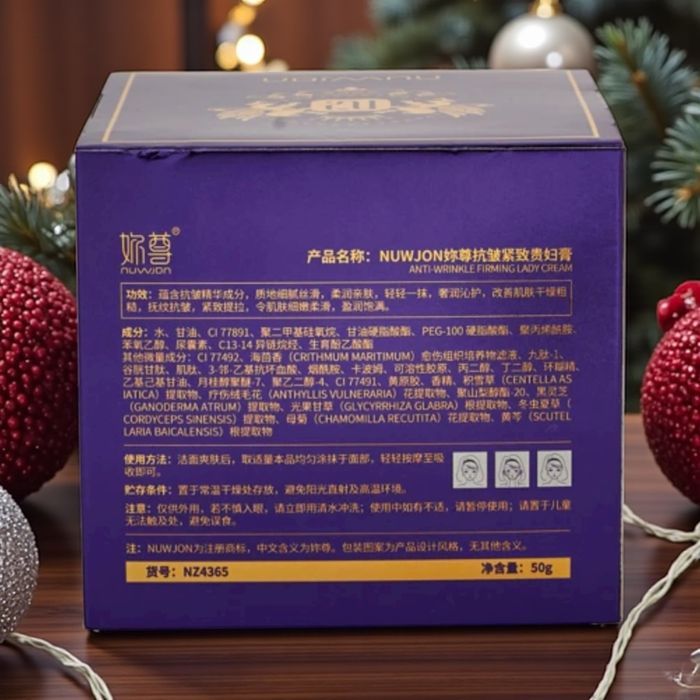 妳尊®
NUWJON
产品名称：NUWJON妳尊抗皱紧致贵妇膏
ANTI-WRINKLE FIRMING LADY CREAM
功效：蕴含抗皱精华成分，质地细腻丝滑，柔润亲肤，轻轻一抹，奢润沁护，改善肌肤干燥粗
糙，抚纹抗皱，紧致提拉，令肌肤细嫩柔滑，盈润饱满。
成分：水、甘油、CI 77891、聚二甲基硅氧烷、甘油硬脂酸酯、PEG-100 硬脂酸酯、聚丙烯酰胺、
苯氧乙醇、尿囊素、C13-14 异链烷烃、生育酚乙酸酯
其他微量成分：CI 77492、海茴香（CRITHMUM MARITIMUM）愈伤组织培养物滤液、九肽-1、
谷胱甘肽、肌肽、3-邻-乙基抗坏血酸、烟酰胺、卡波姆、可溶性胶原、丙二醇、丁二醇、环糊精、
乙基己基甘油、月桂醇聚醚-7、聚乙二醇-4、CI 77491、黄原胶、香精、积雪草（CENTELLA AS
IATICA）提取物、疗伤绒毛花（ANTHYLLIS VULNERARIA）花提取物、聚山梨醇酯-20、黑灵芝
（GANODERMA ATRUM）提取物、光果甘草（GLYCYRRHIZA GLABRA）根提取物、冬虫夏草（
CORDYCEPS SINENSIS）提取物、母菊（CHAMOMILLA RECUTITA）花提取物、黄芩（SCUTEL
LARIA BAICALENSIS）根提取物
使用方法：洁面爽肤后，取适量本品均匀涂抹于面部，轻轻按摩至吸
收即可。
贮存条件：置于常温干燥处存放，避免阳光直射及高温环境。
注意：仅供外用，若不慎入眼，请立即用清水冲洗；使用中如有不适，请暂停使用；请置于儿童
无法触及处，避免误食。
注：NUWJON为注册商标，中文含义为妳尊。包装图案为产品设计风格，无其他含义。
货号：NZ4365 净含量：50g